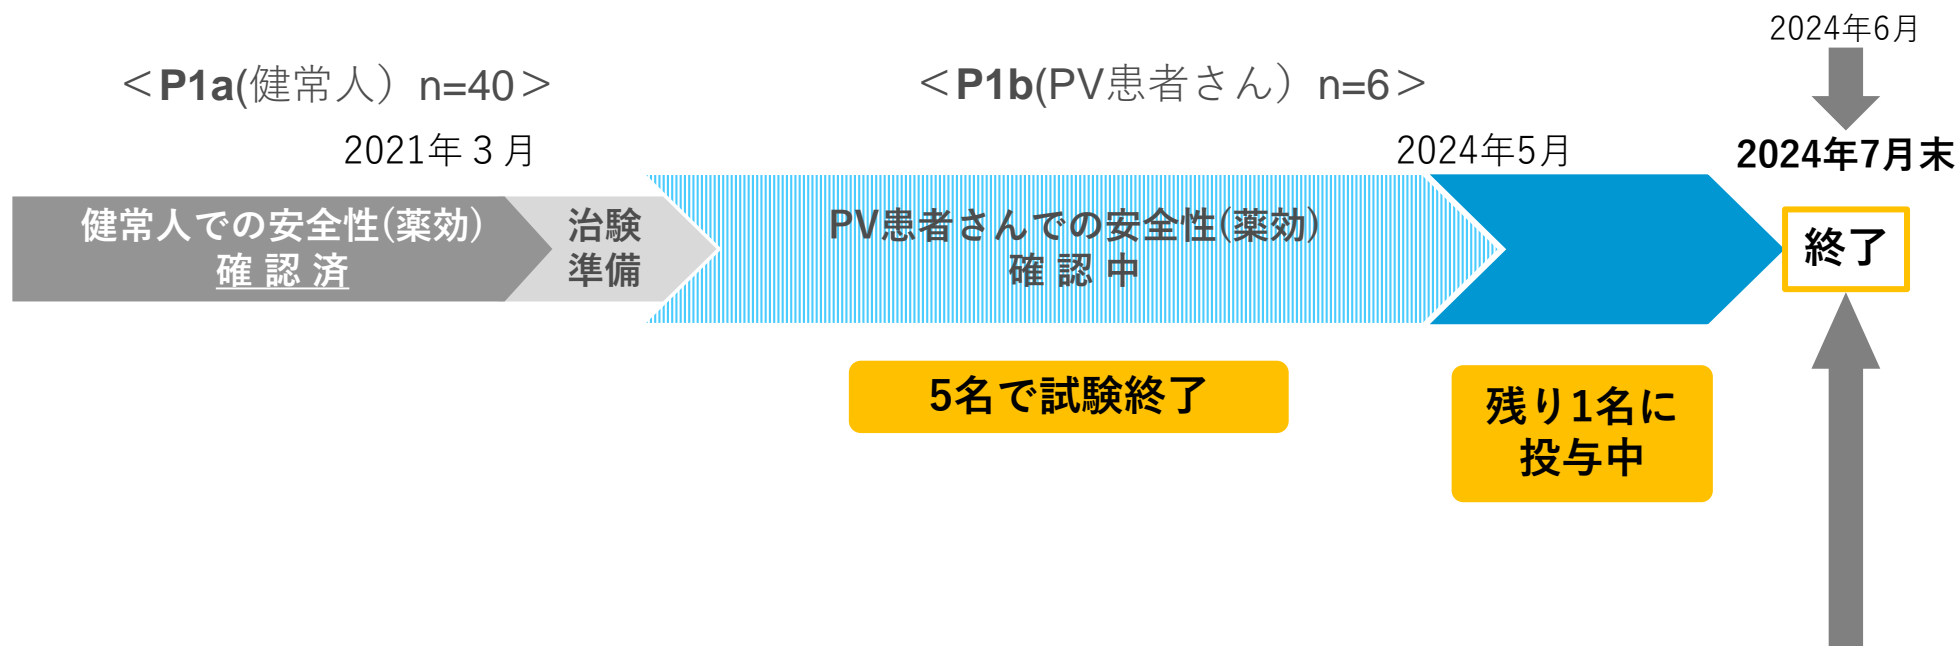 2024年6月
＜P1a(健常人）n=40＞
＜P1b(PV患者さん）n=6＞
2021年３月
2024年5月
2024年7月末
健常人での安全性(薬効)
確 認 済
治験
準備
PV患者さんでの安全性(薬効)
確 認 中
終了
5名で試験終了
残り1名に
投与中